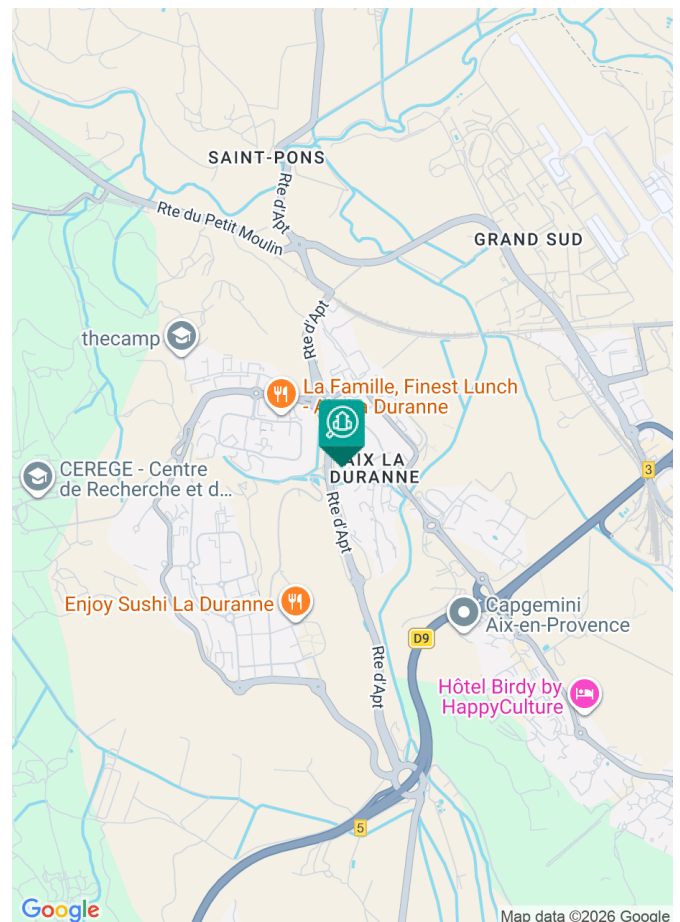 SAINT-PONS
Rte d'Apt
Rte du Petit Moulin
GRAND SUD
thecamp
Rte d'Apt
La Famille, Finest Lunch
- A Duranne
AIX LA
DURANNE
3
CEREGE - Centre
de Recherche et d...
Rte d'Apt
Enjoy Sushi La Duranne
Capgemini
Aix-en-Provence
D9
Rte d'Apt
Hôtel Birdy by
HappyCulture
5
Google
Map data ©2026 Google